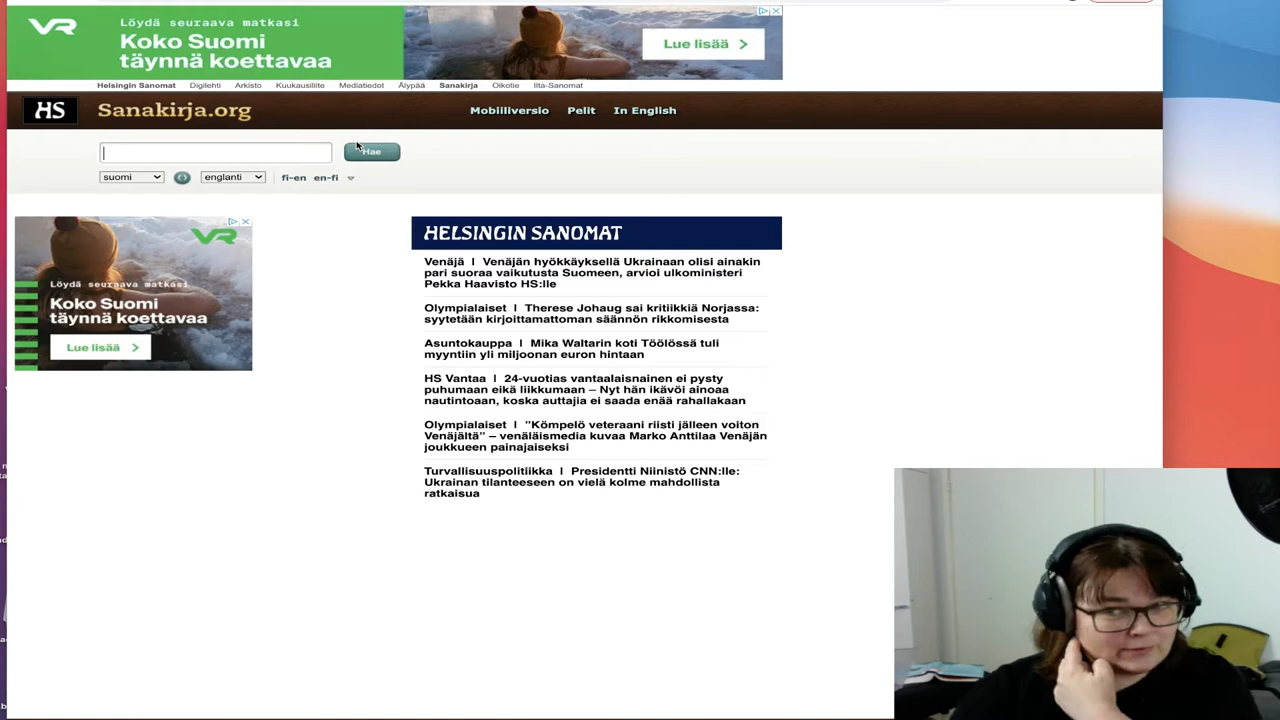 VR
Löydä seuraava matkasi
Koko Suomi
täynnä koettavaa
Lue lisää
Helsingin Sanomat Digilehti Arkisto Kuukausiliite Mediatiedot Älypää Sanakirja Oikotie Ilta-Sanomat
HS Sanakirja.org Mobiiliversio Pelit In English
Hae
suomi englanti fi-en en-fi
VR
Löydä seuraava matkasi
Koko Suomi
täynnä koettavaa
Lue lisää
HELSINGIN SANOMAT
Venäjä | Venäjän hyökkäyksellä Ukrainaan olisi ainakin
pari suoraa vaikutusta Suomeen, arvioi ulkoministeri
Pekka Haavisto HS:lle
Olympialaiset | Therese Johaug sai kritiikkiä Norjassa:
syytetään kirjoittamattoman säännön rikkomisesta
Asuntokauppa | Mika Waltarin koti Töölössä tuli
myyntiin yli miljoonan euron hintaan
HS Vantaa | 24-vuotias vantaalaisnainen ei pysty
puhumaan eikä liikkumaan – Nyt hän ikävöi ainoaa
nautintoaan, koska auttajia ei saada enää rahallakaan
Olympialaiset | ”Kömpelö veteraani riisti jälleen voiton
Venäjältä” – venäläismedia kuvaa Marko Anttilaa Venäjän
joukkueen painajaiseksi
Turvallisuuspolitiikka | Presidentti Niinistö CNN:lle:
Ukrainan tilanteeseen on vielä kolme mahdollista
ratkaisua